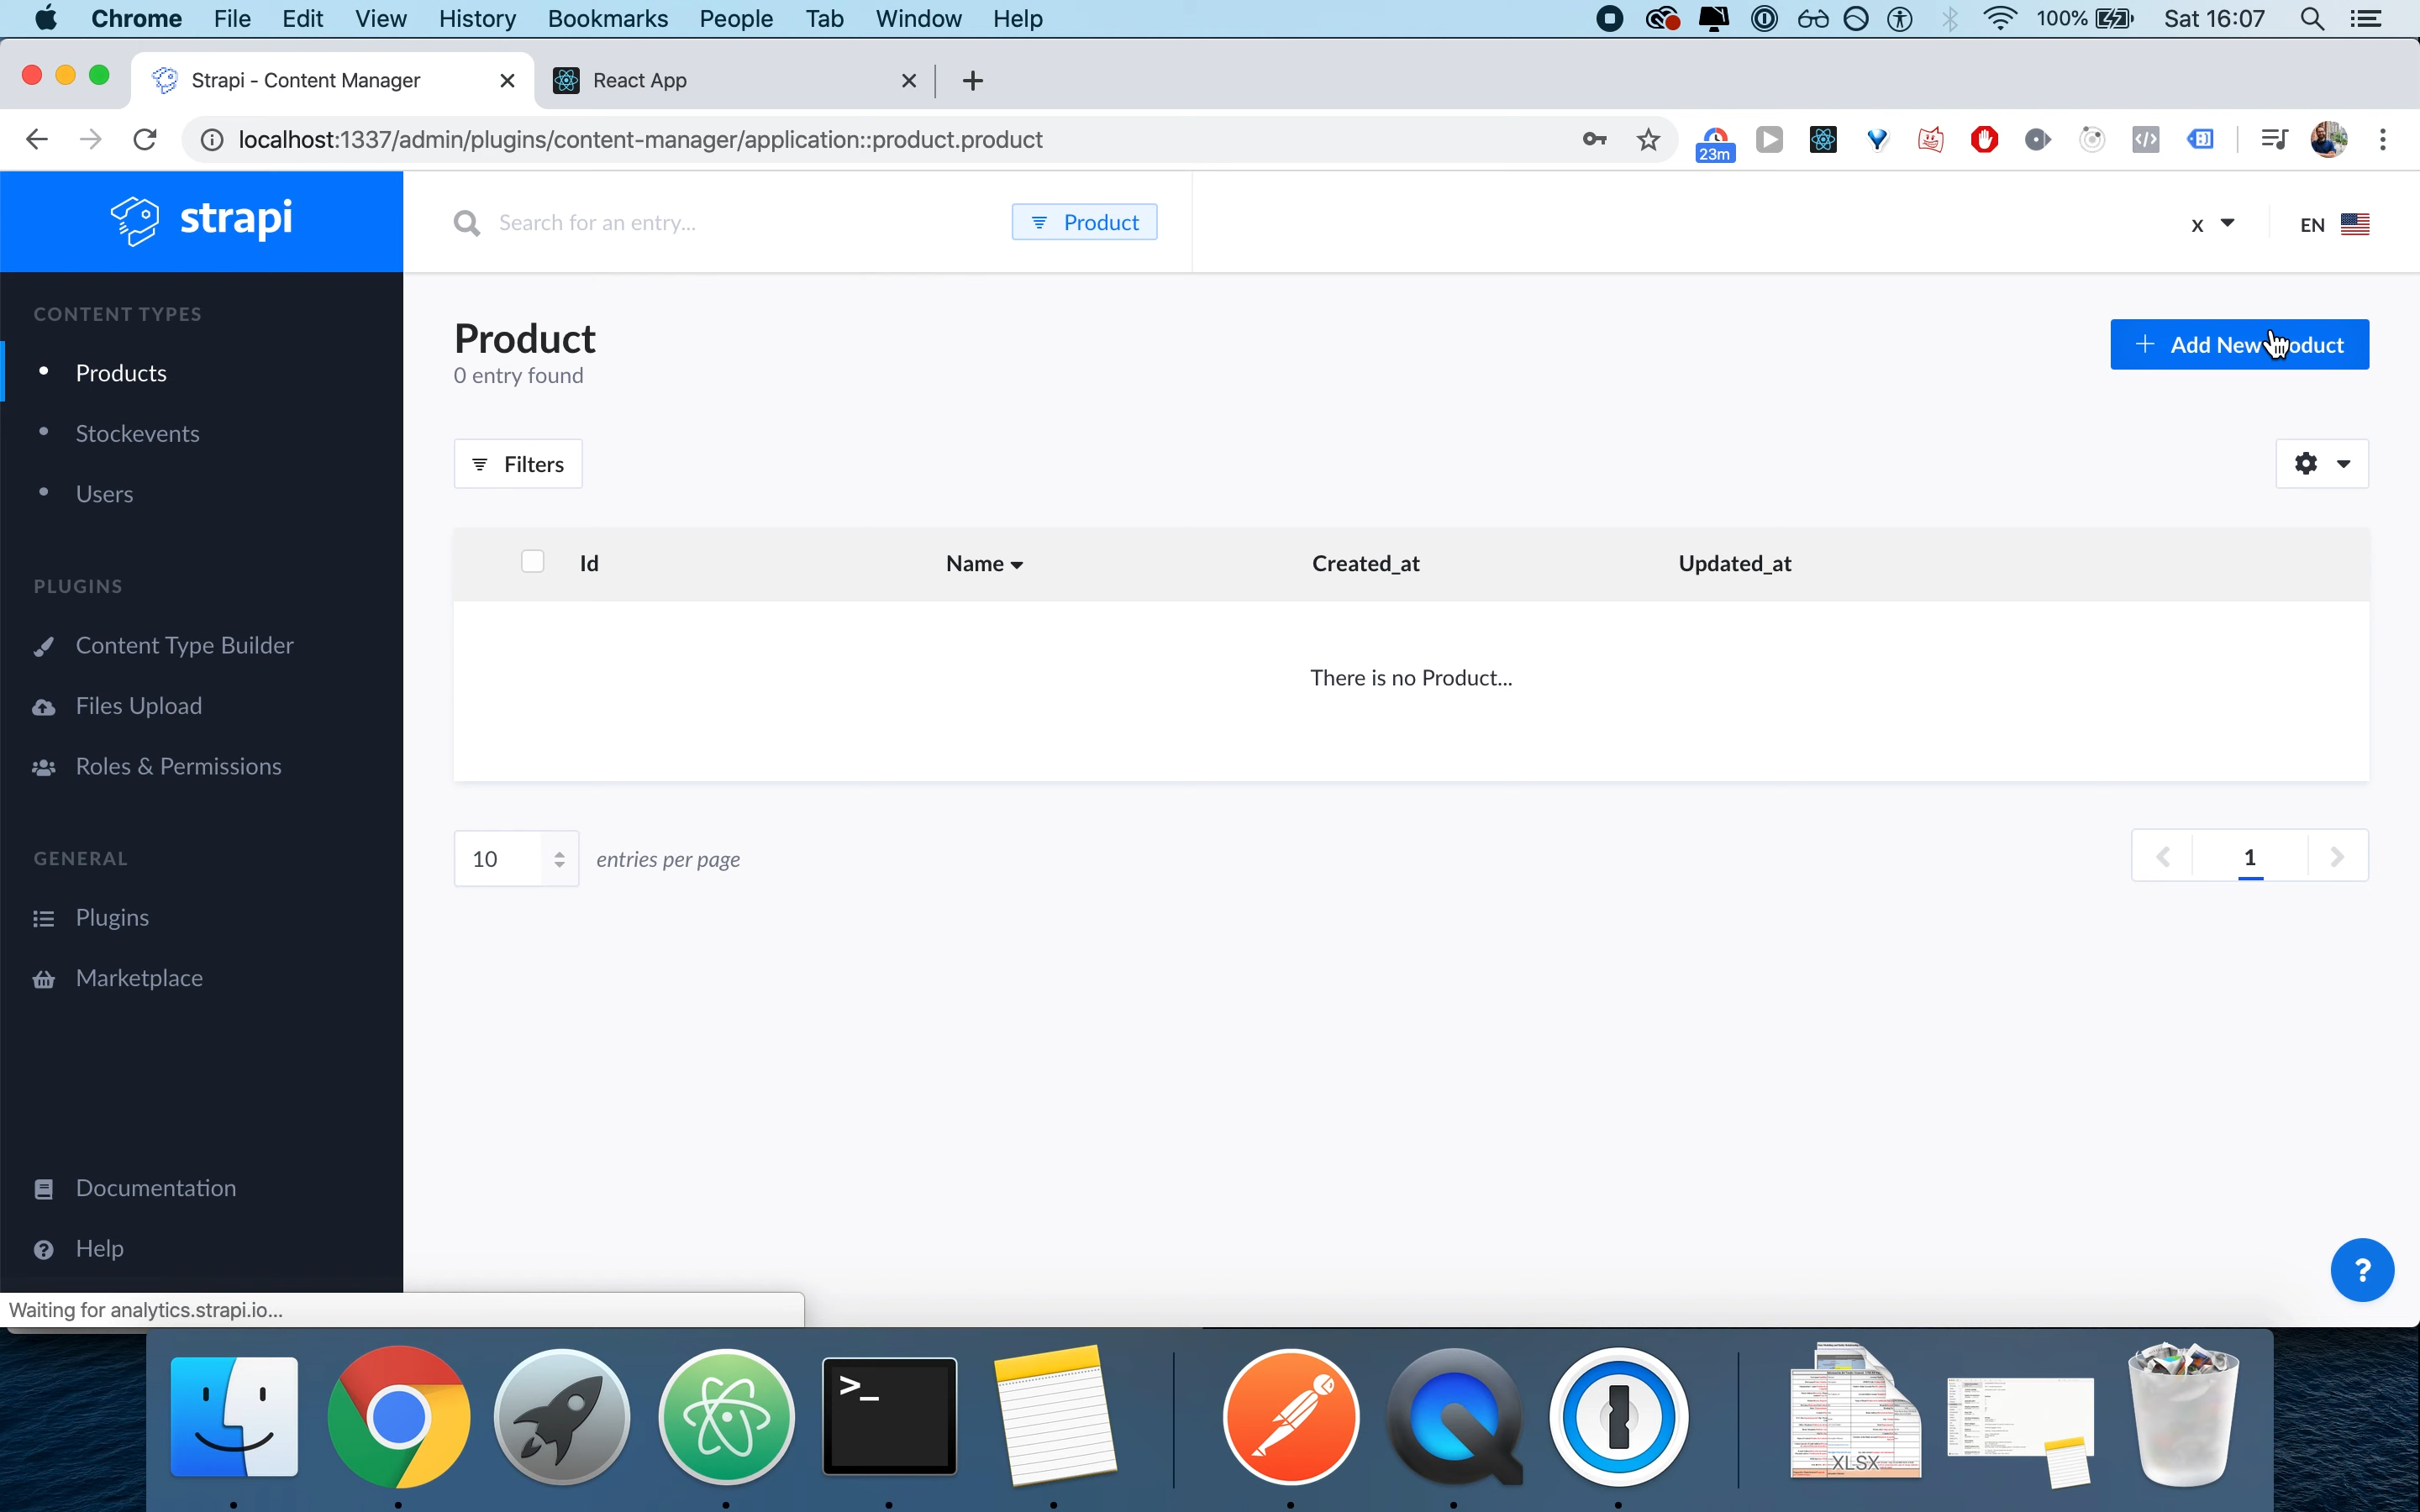 Chrome File Edit View History Bookmarks People Tab Window Help 100% Sat 16:07
Strapi - Content Manager React App
localhost:1337/admin/plugins/content-manager/application::product.product 23m
strapi Search for an entry... Product x EN
CONTENT TYPES
Products
Stockevents
Users
PLUGINS
Content Type Builder
Files Upload
Roles & Permissions
GENERAL
Plugins
Marketplace
Documentation
Help
Waiting for analytics.strapi.io...
Product
0 entry found
Add New oduct
Filters
Id Name Created_at Updated_at
There is no Product...
10 entries per page
1
?
>_
XLSX